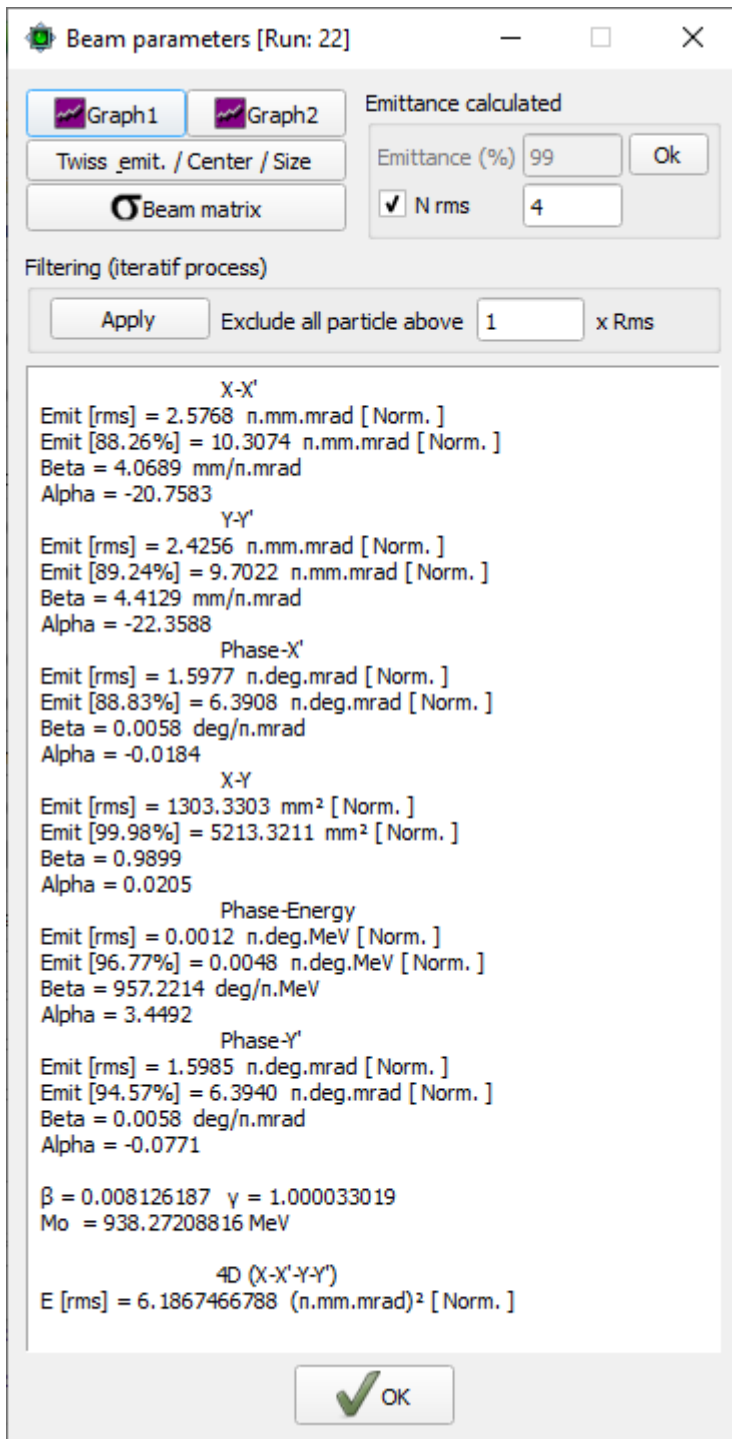 Beam parameters [Run: 22]
Graph1 Graph2 Emittance calculated
Twiss_emit. / Center / Size Emittance (%) 99 Ok
σ Beam matrix N rms 4
Filtering (iteratif process)
Apply Exclude all particle above 1 x Rms
X-X'
Emit [rms] = 2.5768 п.mm.mrad [ Norm. ]
Emit [88.26%] = 10.3074 п.mm.mrad [ Norm. ]
Beta = 4.0689 mm/п.mrad
Alpha = -20.7583
Y-Y'
Emit [rms] = 2.4256 п.mm.mrad [ Norm. ]
Emit [89.24%] = 9.7022 п.mm.mrad [ Norm. ]
Beta = 4.4129 mm/п.mrad
Alpha = -22.3588
Phase-X'
Emit [rms] = 1.5977 п.deg.mrad [ Norm. ]
Emit [88.83%] = 6.3908 п.deg.mrad [ Norm. ]
Beta = 0.0058 deg/п.mrad
Alpha = -0.0184
X-Y
Emit [rms] = 1303.3303 mm² [ Norm. ]
Emit [99.98%] = 5213.3211 mm² [ Norm. ]
Beta = 0.9899
Alpha = 0.0205
Phase-Energy
Emit [rms] = 0.0012 п.deg.MeV [ Norm. ]
Emit [96.77%] = 0.0048 п.deg.MeV [ Norm. ]
Beta = 957.2214 deg/п.MeV
Alpha = 3.4492
Phase-Y'
Emit [rms] = 1.5985 п.deg.mrad [ Norm. ]
Emit [94.57%] = 6.3940 п.deg.mrad [ Norm. ]
Beta = 0.0058 deg/п.mrad
Alpha = -0.0771
β = 0.008126187 γ = 1.000033019
Mo = 938.27208816 MeV
4D (X-X'-Y-Y')
E [rms] = 6.1867466788 (п.mm.mrad)² [ Norm. ]
OK